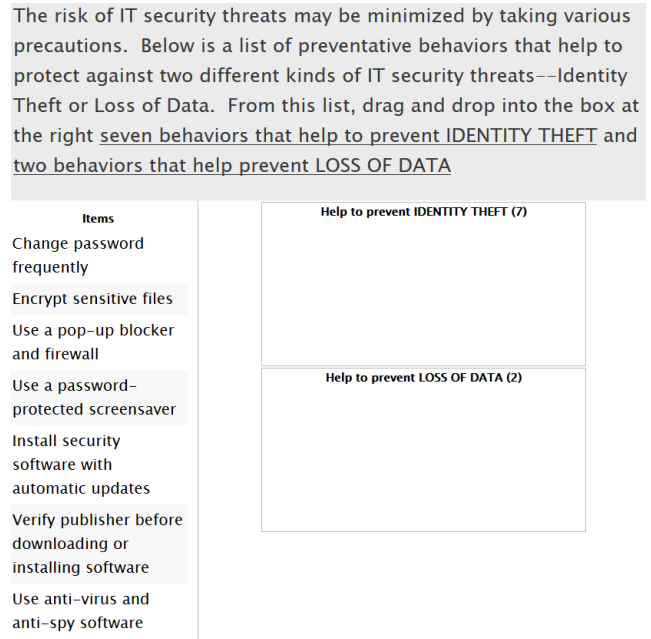 The risk of IT security threats may be minimized by taking various
precautions.  Below is a list of preventative behaviors that help to
protect against two different kinds of IT security threats--Identity
Theft or Loss of Data.  From this list, drag and drop into the box at
the right seven behaviors that help to prevent IDENTITY THEFT and
two behaviors that help prevent LOSS OF DATA
Items
Change password
frequently
Encrypt sensitive files
Use a pop-up blocker
and firewall
Use a password-
protected screensaver
Install security
software with
automatic updates
Verify publisher before
downloading or
installing software
Use anti-virus and
anti-spy software
Help to prevent IDENTITY THEFT (7)
Help to prevent LOSS OF DATA (2)